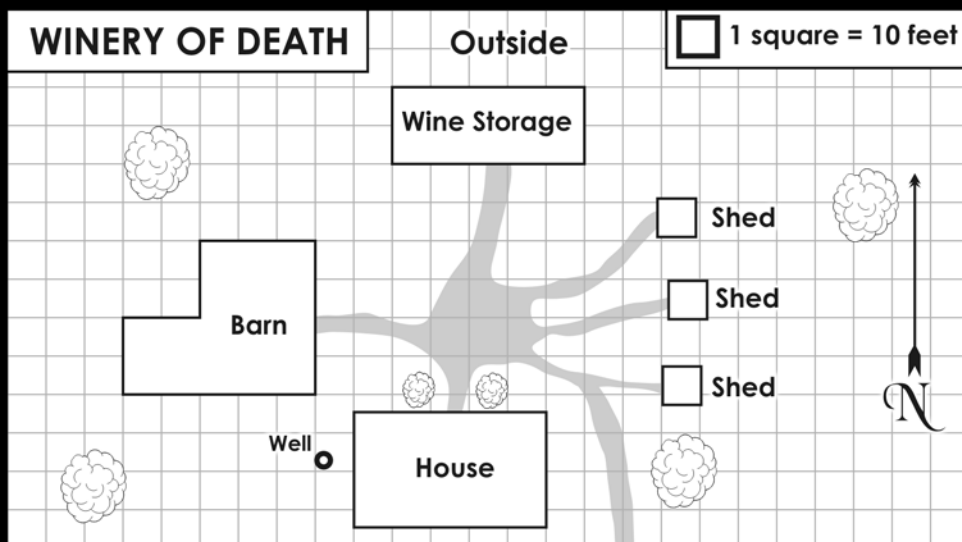 WINERY OF DEATH
Outside
1 square = 10 feet
Wine Storage
Shed
Shed
Barn
Shed
N
Well
House